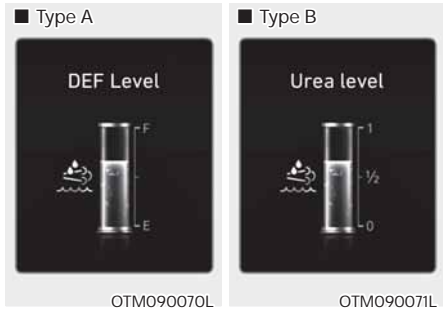 ■ Type A
DEF Level
F
E
OTM090070L
■ Type B
Urea level
1
½
0
OTM090071L